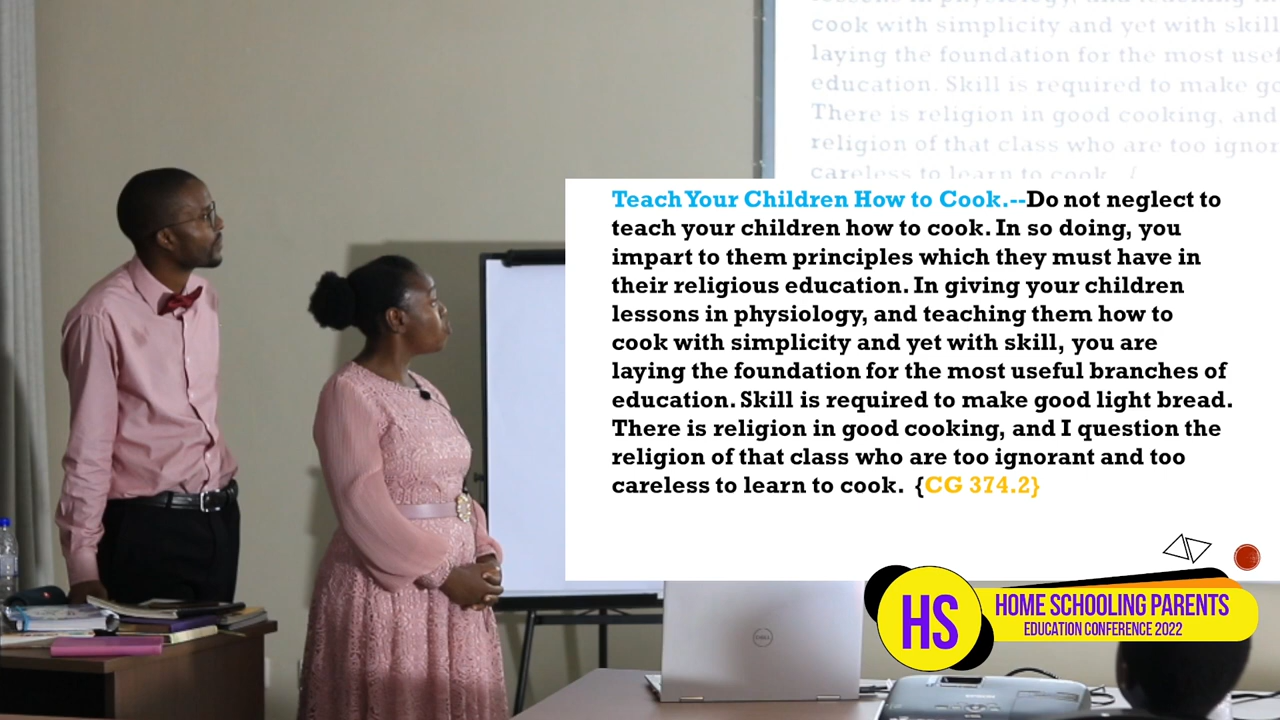 cook with simplicity and yet with skill
laying the foundation for the most
education. Skill is required to make
There is religion in good cooking, and
religion of that class who are too
careless to learn to cook.
Teach Your Children How to Cook.--Do not neglect to
teach your children how to cook. In so doing, you
impart to them principles which they must have in
their religious education. In giving your children
lessons in physiology, and teaching them how to
cook with simplicity and yet with skill, you are
laying the foundation for the most useful branches of
education. Skill is required to make good light bread.
There is religion in good cooking, and I question the
religion of that class who are too ignorant and too
careless to learn to cook. {CG 374.2}
DELL
HS
HOME SCHOOLING PARENTS
EDUCATION CONFERENCE 2022